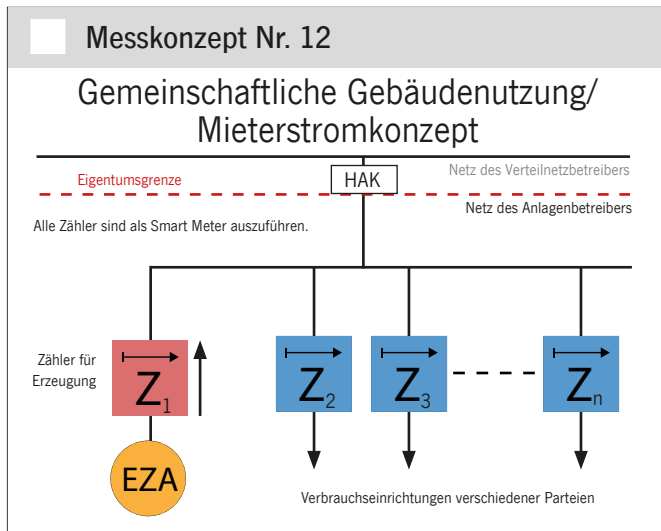 Messkonzept Nr. 12
Gemeinschaftliche Gebäudenutzung/
Mieterstromkonzept
Netz des Verteilnetzbetreibers
Eigentumsgrenze
HAK
Netz des Anlagenbetreibers
Alle Zähler sind als Smart Meter auszuführen.
Zähler für
Erzeugung
Z1
Z2
Z3
Zn
EZA
Verbrauchseinrichtungen verschiedener Parteien